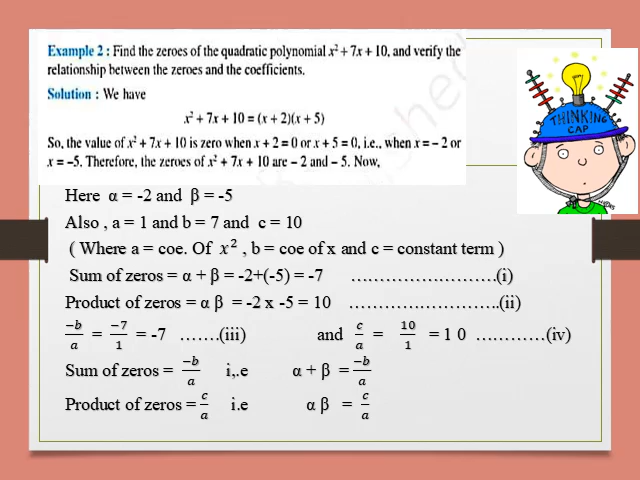 Example 2 : Find the zeroes of the quadratic polynomial x² + 7x + 10, and verify the
relationship between the zeroes and the coefficients.
Solution : We have
x² + 7x + 10 = (x + 2)(x + 5)
So, the value of x² + 7x + 10 is zero when x + 2 = 0 or x + 5 = 0, i.e., when x = – 2 or
x = –5. Therefore, the zeroes of x² + 7x + 10 are – 2 and – 5. Now,
THINKING
CAP
Here α = -2 and β = -5
Also , a = 1 and b = 7 and c = 10
( Where a = coe. Of x² , b = coe of x and c = constant term )
Sum of zeros = α + β = -2+(-5) = -7 …………………….(i)
Product of zeros = α β = -2 x -5 = 10 ………………………..(ii)
−b/a = −7/1 = -7 …….(iii) and c/a = 10/1 = 1 0 …………(iv)
Sum of zeros = −b/a i,.e α + β = −b/a
Product of zeros = c/a i.e α β = c/a